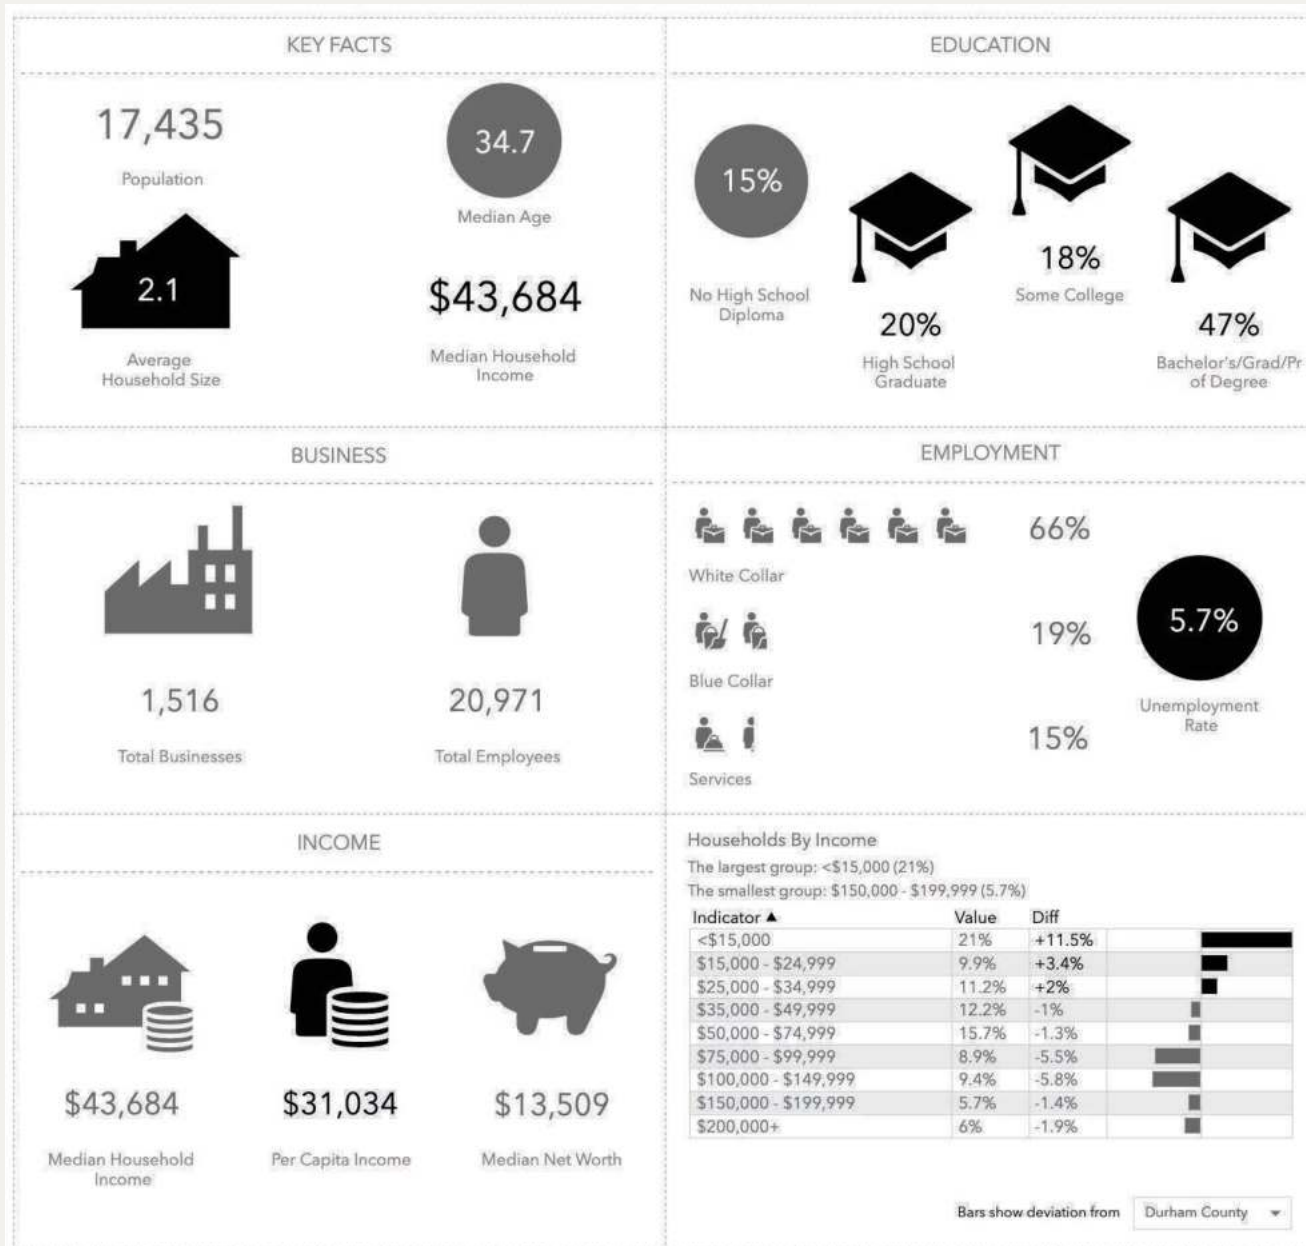 KEY FACTS
17,435
Population
34.7
Median Age
2.1
Average
Household Size
$43,684
Median Household
Income
EDUCATION
15%
No High School
Diploma
20%
High School
Graduate
18%
Some College
47%
Bachelor's/Grad/Pr
of Degree
BUSINESS
1,516
Total Businesses
20,971
Total Employees
EMPLOYMENT
66%
White Collar
19%
Blue Collar
15%
Services
5.7%
Unemployment
Rate
INCOME
$43,684
Median Household
Income
$31,034
Per Capita Income
$13,509
Median Net Worth
Households By Income
The largest group: <$15,000 (21%)
The smallest group: $150,000 - $199,999 (5.7%)
Indicator ▲ Value Diff
<$15,000 21% +11.5%
$15,000 - $24,999 9.9% +3.4%
$25,000 - $34,999 11.2% +2%
$35,000 - $49,999 12.2% -1%
$50,000 - $74,999 15.7% -1.3%
$75,000 - $99,999 8.9% -5.5%
$100,000 - $149,999 9.4% -5.8%
$150,000 - $199,999 5.7% -1.4%
$200,000+ 6% -1.9%
Bars show deviation from Durham County